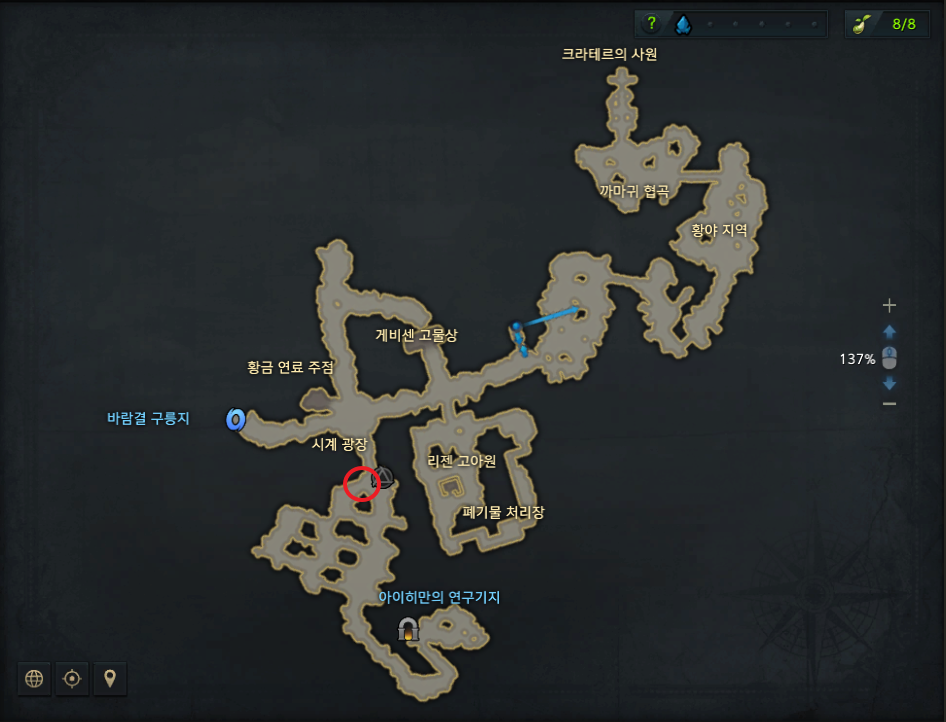 ?
8/8
크라테르의 사원
까마귀 협곡
황야 지역
게비센 고물상
137%
황금 연료 주점
바람결 구릉지
시계 광장
리젠 고아원
폐기물 처리장
아이히만의 연구기지